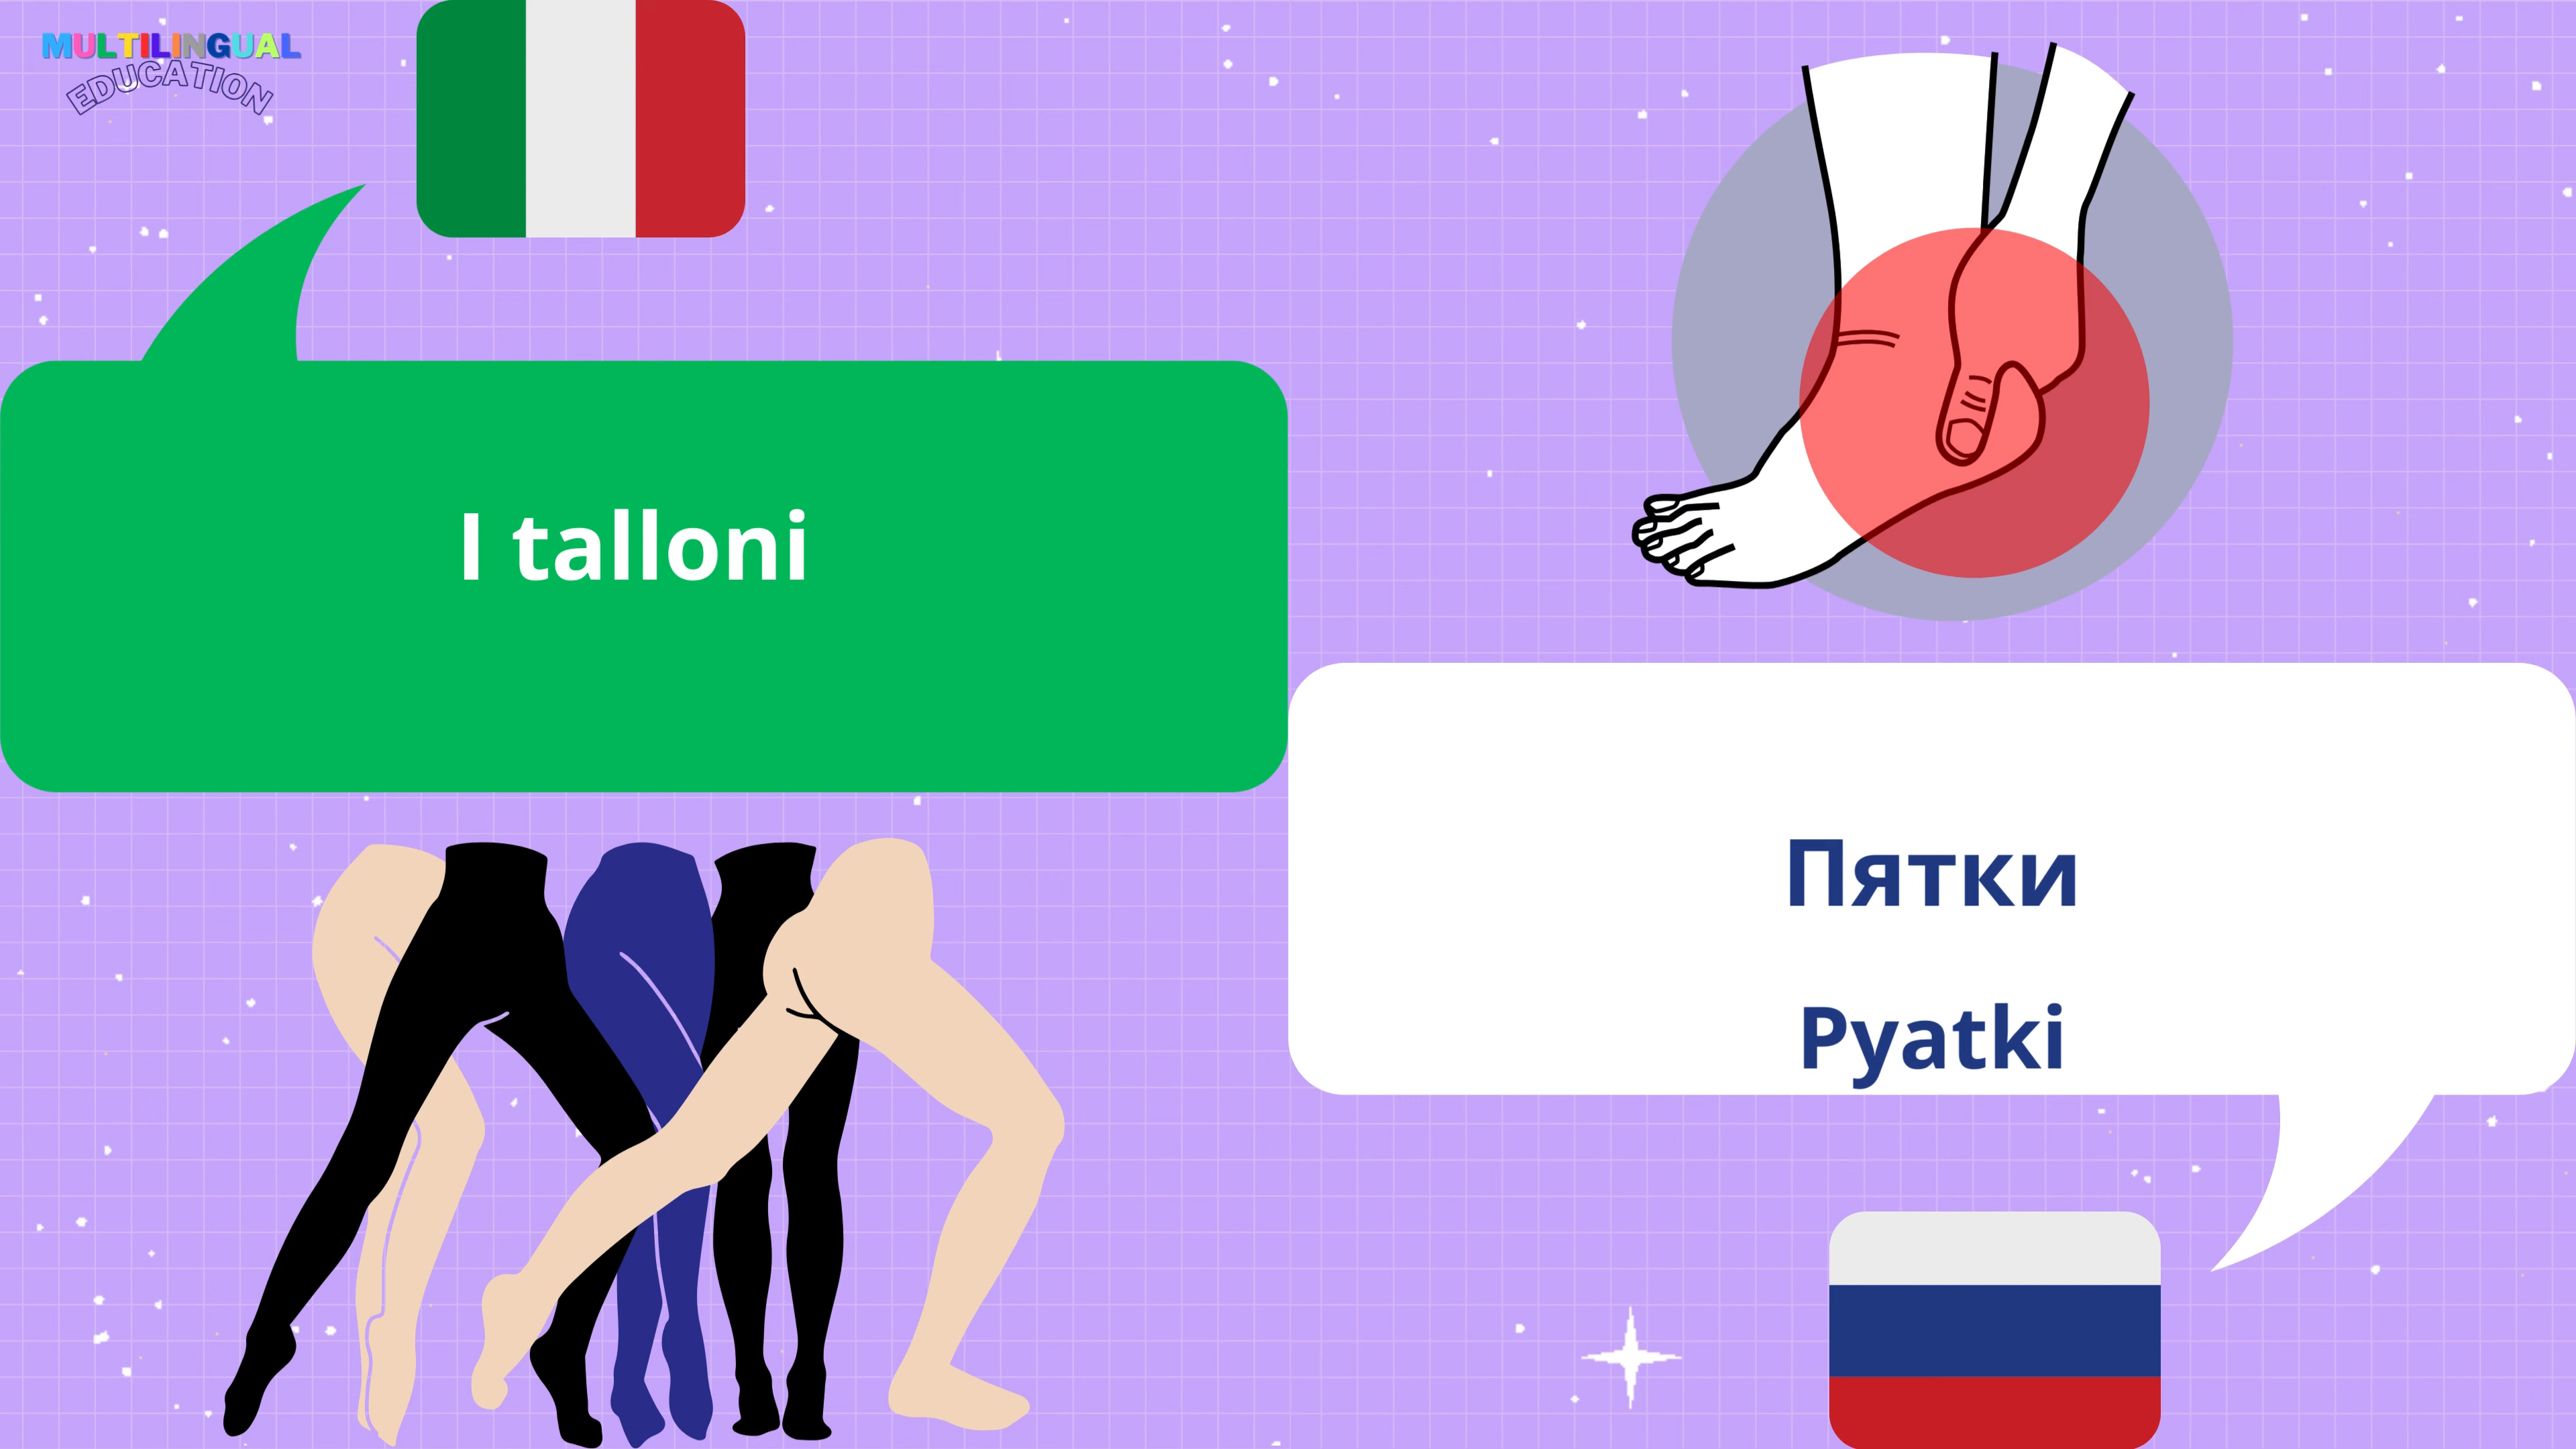 MULTILINGUAL
EDUCATION
I talloni
Пятки
Pyatki